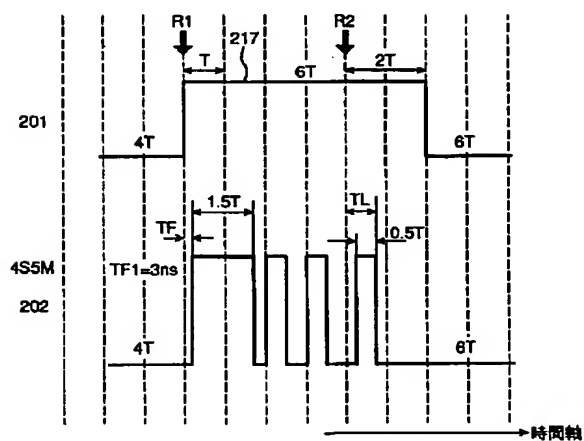 R1
R2
T
217
6T
2T
201
4T
6T
1.5T
TL
TF
0.5T
4S5M
TF1=3ns
202
4T
6T
時間軸